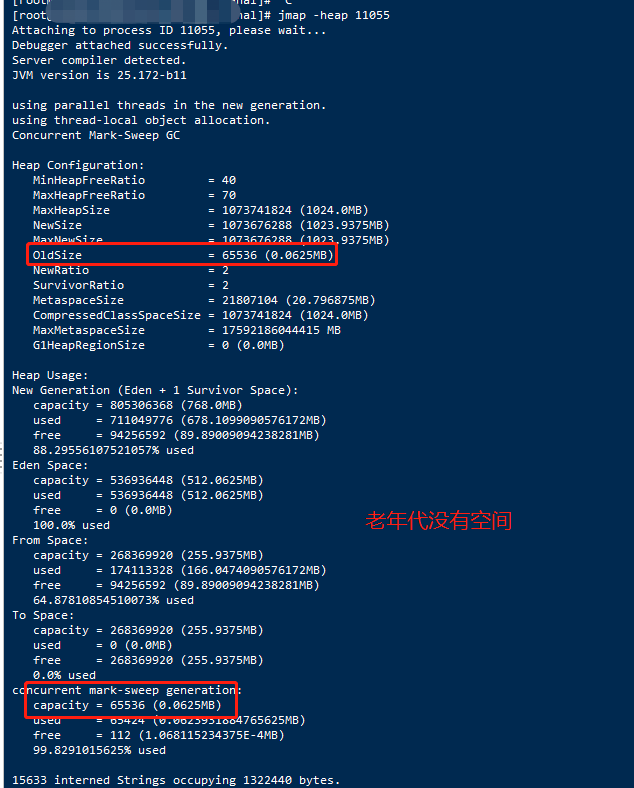 [root@ nal]# ^C
[root@ nal]# jmap -heap 11055
Attaching to process ID 11055, please wait...
Debugger attached successfully.
Server compiler detected.
JVM version is 25.172-b11
using parallel threads in the new generation.
using thread-local object allocation.
Concurrent Mark-Sweep GC
Heap Configuration:
MinHeapFreeRatio = 40
MaxHeapFreeRatio = 70
MaxHeapSize = 1073741824 (1024.0MB)
NewSize = 1073676288 (1023.9375MB)
MaxNewSize = 1073676288 (1023.9375MB)
OldSize = 65536 (0.0625MB)
NewRatio = 2
SurvivorRatio = 2
MetaspaceSize = 21807104 (20.796875MB)
CompressedClassSpaceSize = 1073741824 (1024.0MB)
MaxMetaspaceSize = 17592186044415 MB
G1HeapRegionSize = 0 (0.0MB)
Heap Usage:
New Generation (Eden + 1 Survivor Space):
capacity = 805306368 (768.0MB)
used = 711049776 (678.1099090576172MB)
free = 94256592 (89.89009094238281MB)
88.29556107521057% used
Eden Space:
capacity = 536936448 (512.0625MB)
used = 536936448 (512.0625MB)
free = 0 (0.0MB)
100.0% used
老年代没有空间
From Space:
capacity = 268369920 (255.9375MB)
used = 174113328 (166.0474090576172MB)
free = 94256592 (89.89009094238281MB)
64.87810854510073% used
To Space:
capacity = 268369920 (255.9375MB)
used = 0 (0.0MB)
free = 268369920 (255.9375MB)
0.0% used
concurrent mark-sweep generation:
capacity = 65536 (0.0625MB)
used = 65424 (0.0623931884765625MB)
free = 112 (1.068115234375E-4MB)
99.8291015625% used
15633 interned Strings occupying 1322440 bytes.